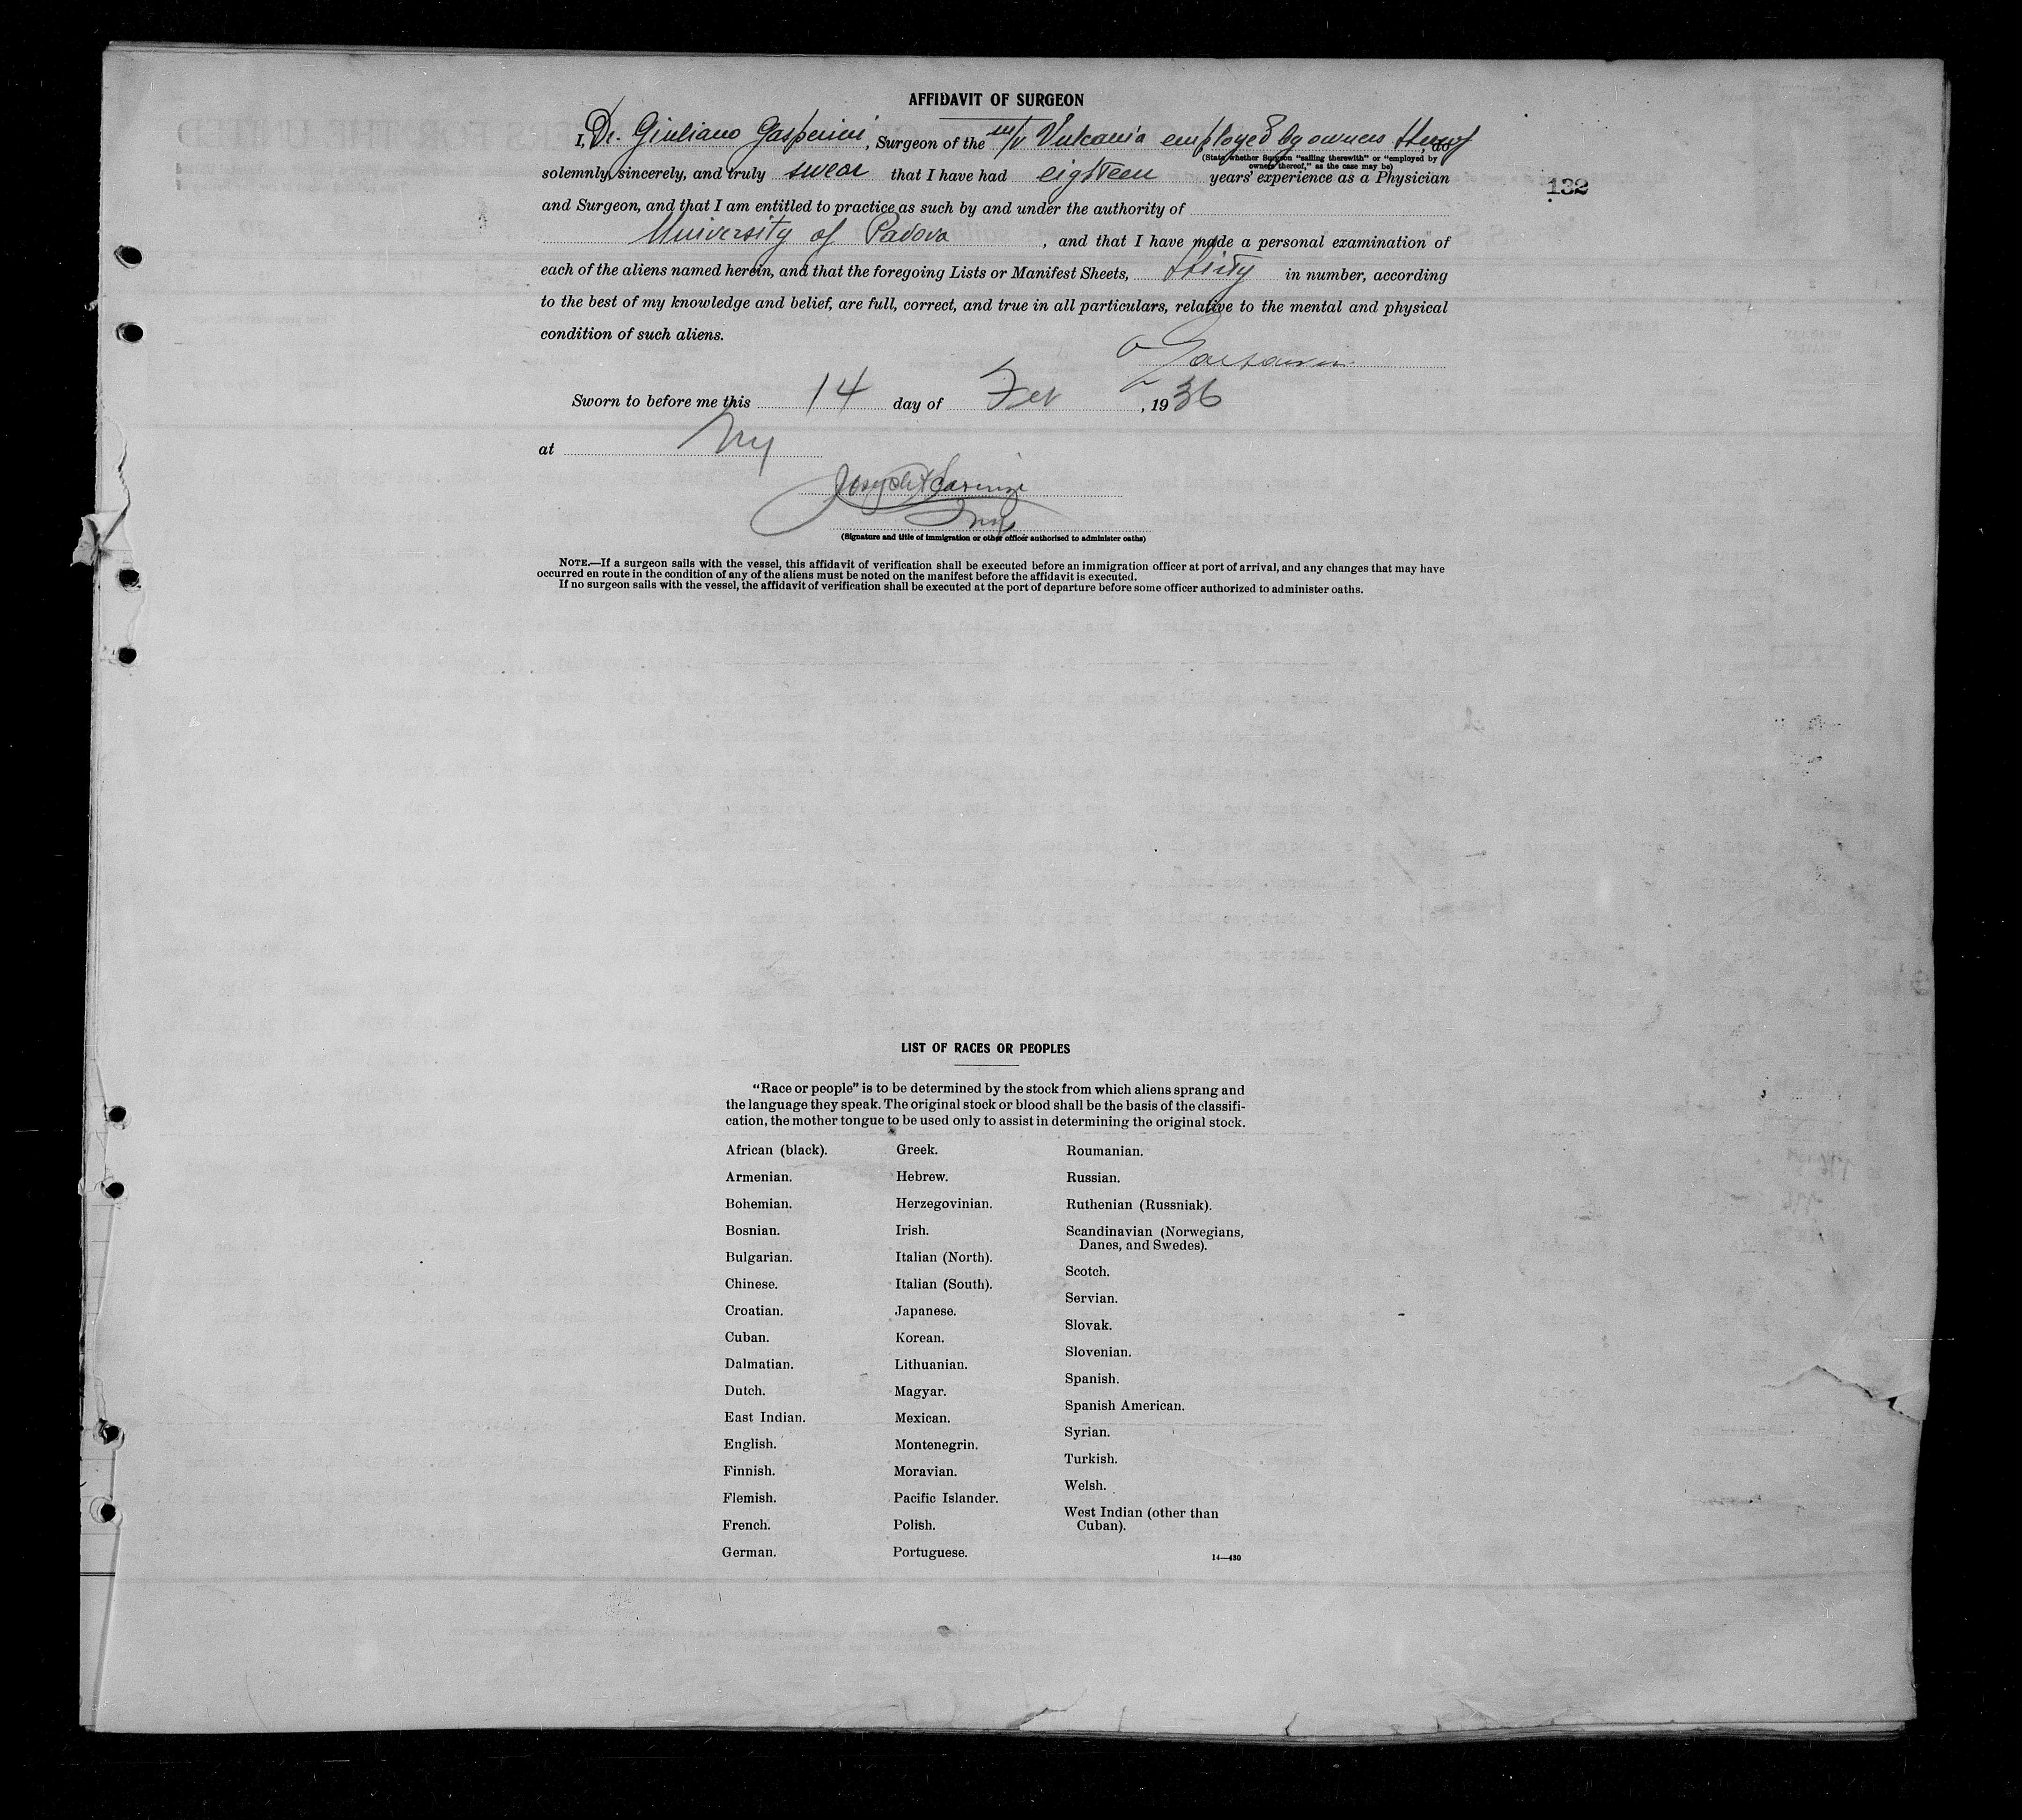 AFFIDAVIT OF SURGEON
I, Dr. Giuliano Gasperini, Surgeon of the m/v Vulcania employed by owners thereof, do
(State whether Surgeon "sailing therewith" or "employed by
owners thereof," as the case may be)
solemnly, sincerely, and truly swear that I have had eigsteen years' experience as a Physician
132
and Surgeon, and that I am entitled to practice as such by and under the authority of
University of Padova, and that I have made a personal examination of
each of the aliens named herein, and that the foregoing Lists or Manifest Sheets, thirty in number, according
to the best of my knowledge and belief, are full, correct, and true in all particulars, relative to the mental and physical
condition of such aliens.
Sworn to before me this 14 day of Feb, 1936
at NY
(Signature and title of immigration or other officer authorized to administer oaths)
NOTE.—If a surgeon sails with the vessel, this affidavit of verification shall be executed before an immigration officer at port of arrival, and any changes that may have
occurred en route in the condition of any of the aliens must be noted on the manifest before the affidavit is executed.
If no surgeon sails with the vessel, the affidavit of verification shall be executed at the port of departure before some officer authorized to administer oaths.
LIST OF RACES OR PEOPLES
"Race or people" is to be determined by the stock from which aliens sprang and
the language they speak. The original stock or blood shall be the basis of the classifi-
cation, the mother tongue to be used only to assist in determining the original stock.
African (black).
Armenian.
Bohemian.
Bosnian.
Bulgarian.
Chinese.
Croatian.
Cuban.
Dalmatian.
Dutch.
East Indian.
English.
Finnish.
Flemish.
French.
German.
Greek.
Hebrew.
Herzegovinian.
Irish.
Italian (North).
Italian (South).
Japanese.
Korean.
Lithuanian.
Magyar.
Mexican.
Montenegrin.
Moravian.
Pacific Islander.
Polish.
Portuguese.
Roumanian.
Russian.
Ruthenian (Russniak).
Scandinavian (Norwegians,
Danes, and Swedes).
Scotch.
Servian.
Slovak.
Slovenian.
Spanish.
Spanish American.
Syrian.
Turkish.
Welsh.
West Indian (other than
Cuban).
14—430